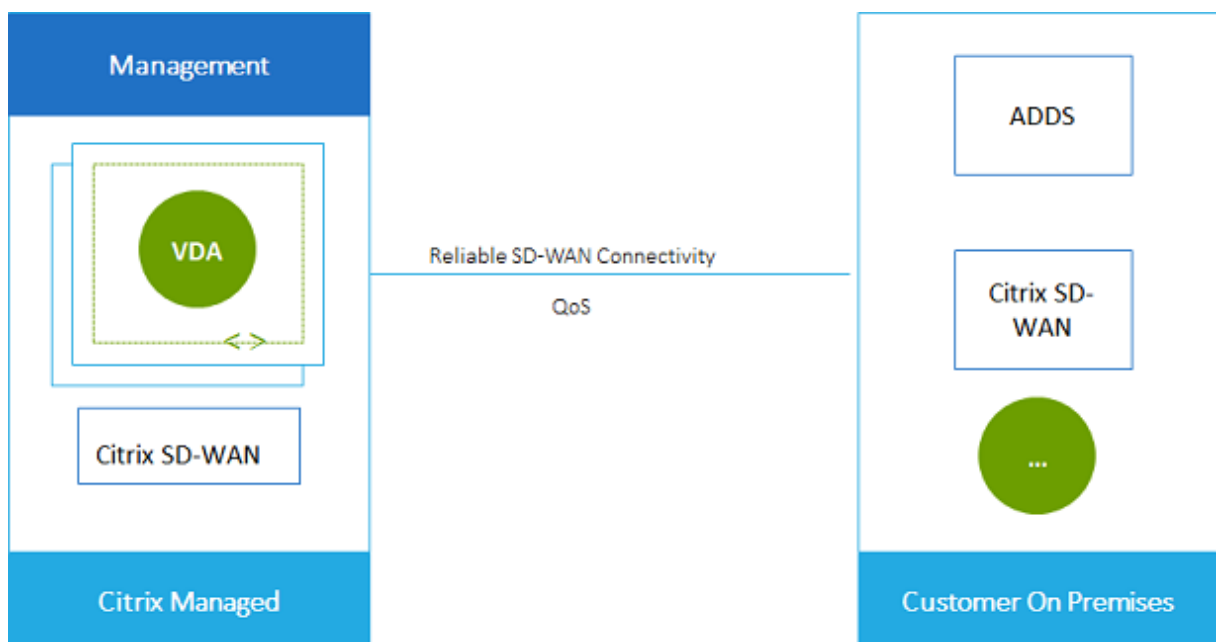 Management
VDA
Citrix SD-WAN
Citrix Managed
Reliable SD-WAN Connectivity
QoS
ADDS
Citrix SD-
WAN
...
Customer On Premises